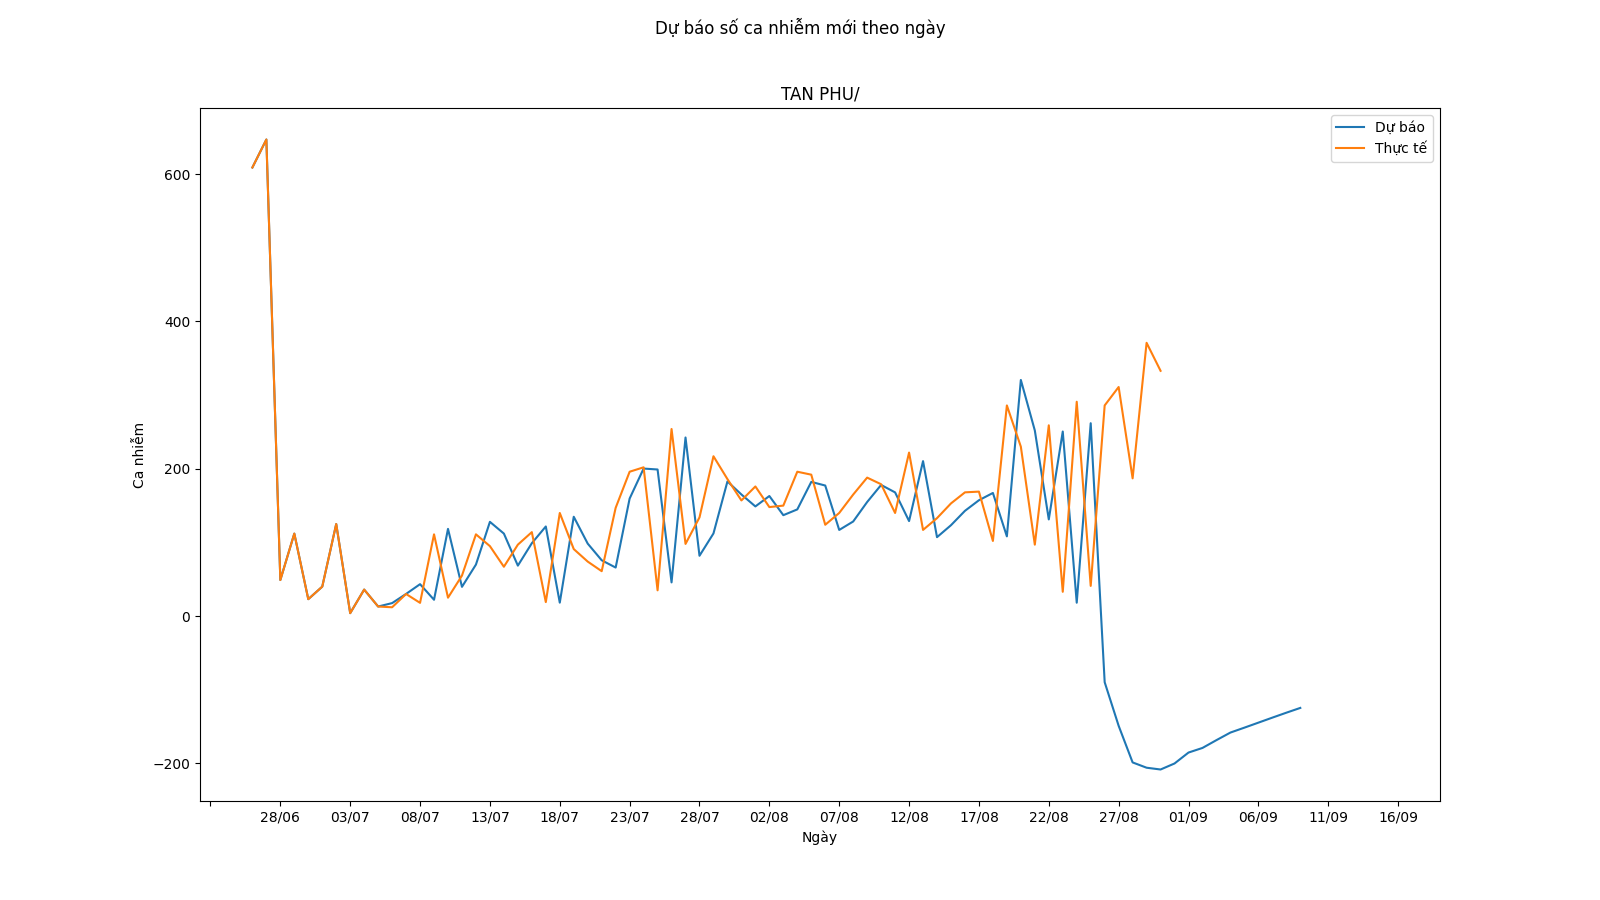 Dự báo số ca nhiễm mới theo ngày
TAN PHU/
Dự báo
Thực tế
600
400
200
0
−200
Ca nhiễm
28/06 03/07 08/07 13/07 18/07 23/07 28/07 02/08 07/08 12/08 17/08 22/08 27/08 01/09 06/09 11/09 16/09
Ngày